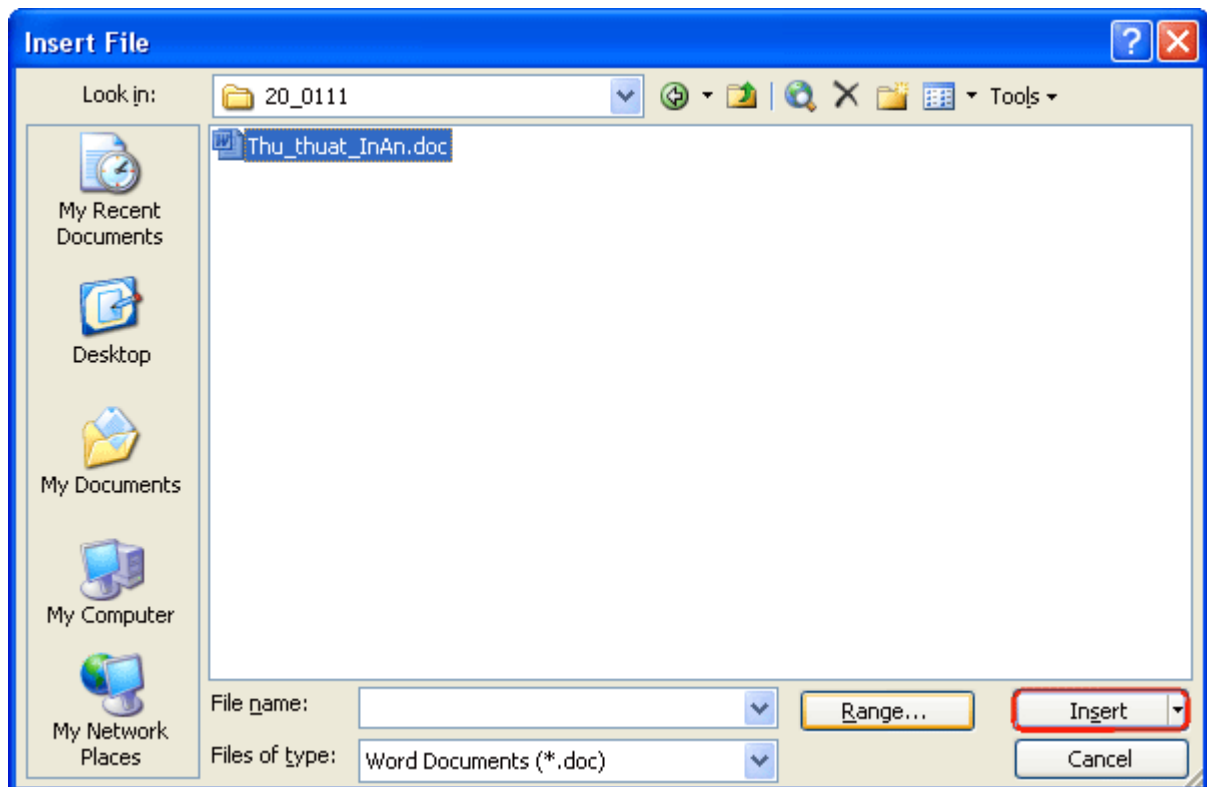 Insert File
Look in:
20_0111
Tools
Thu_thuat_InAn.doc
My Recent
Documents
Desktop
My Documents
My Computer
My Network
Places
File name:
Range...
Insert
Files of type:
Word Documents (*.doc)
Cancel